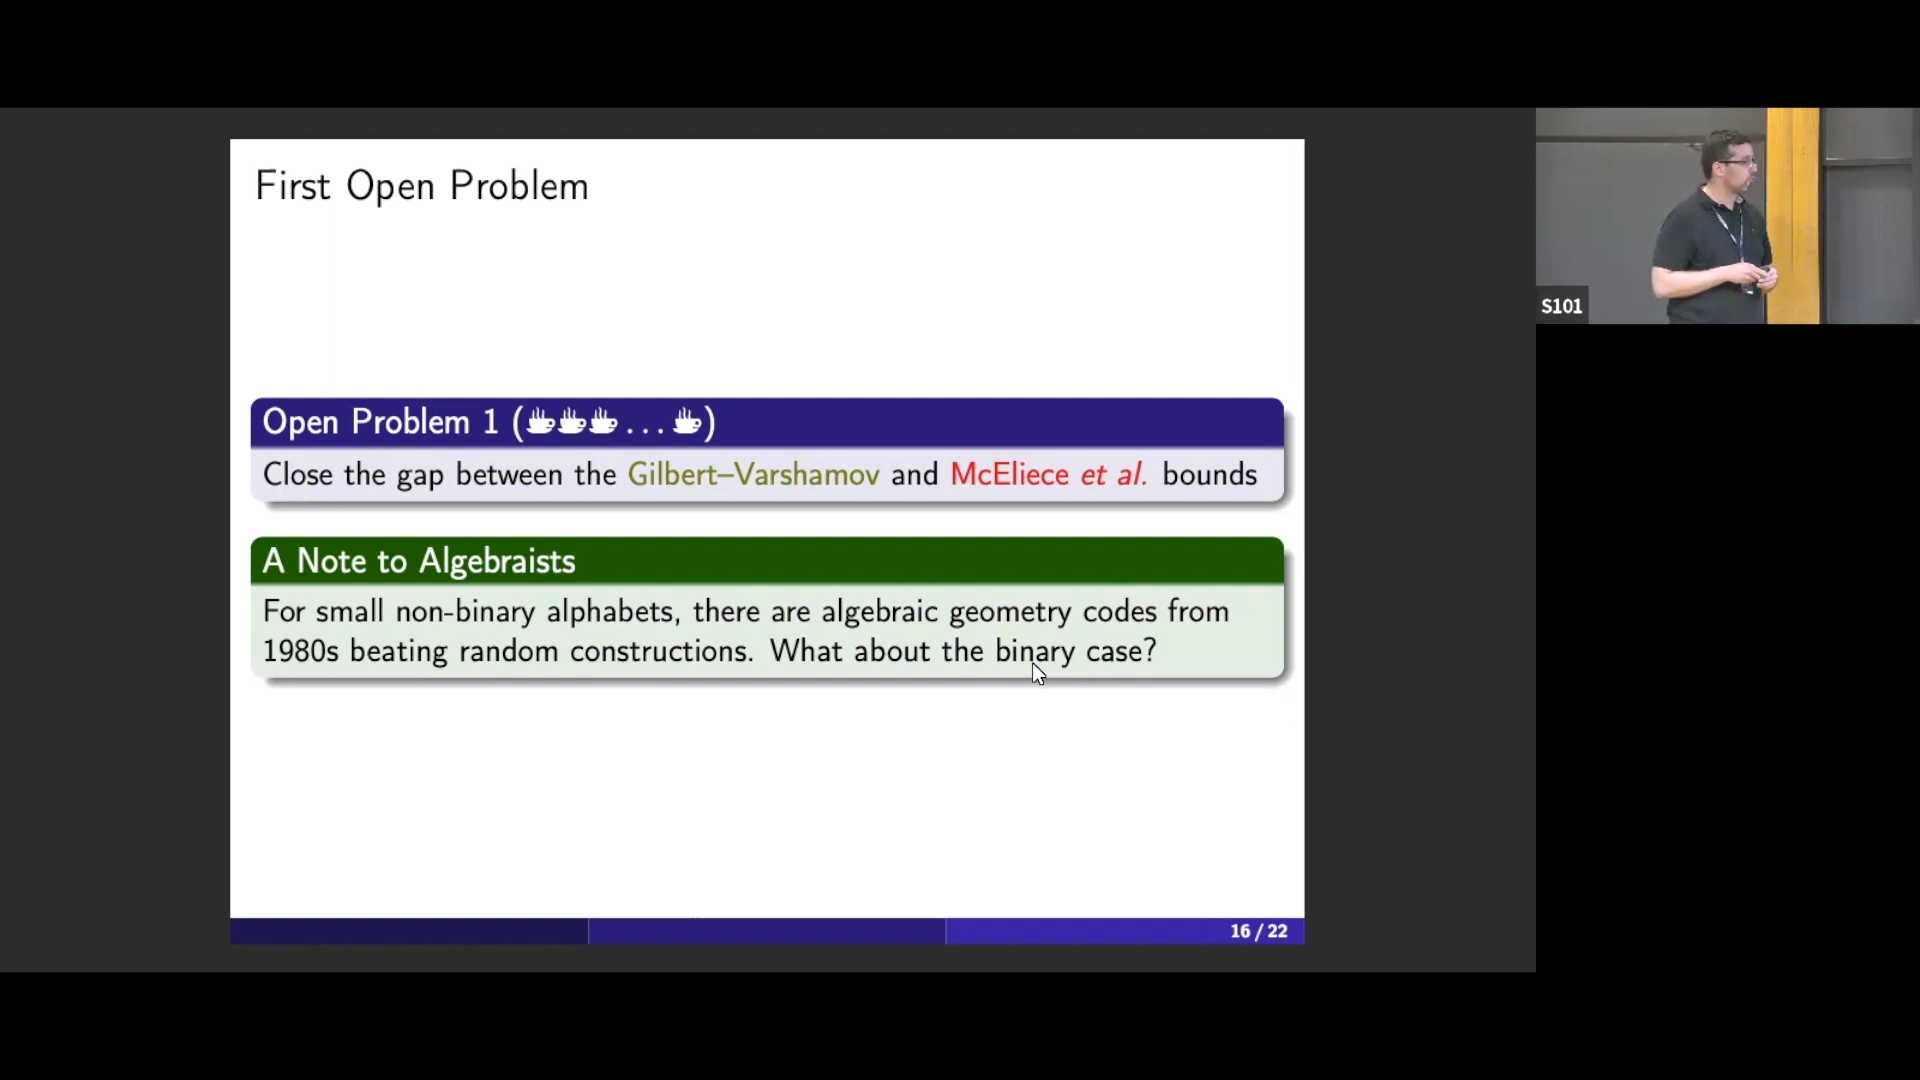 First Open Problem
Open Problem 1 (☕☕☕...☕)
Close the gap between the Gilbert–Varshamov and McEliece et al. bounds
A Note to Algebraists
For small non-binary alphabets, there are algebraic geometry codes from
1980s beating random constructions. What about the binary case?
16 / 22
S101